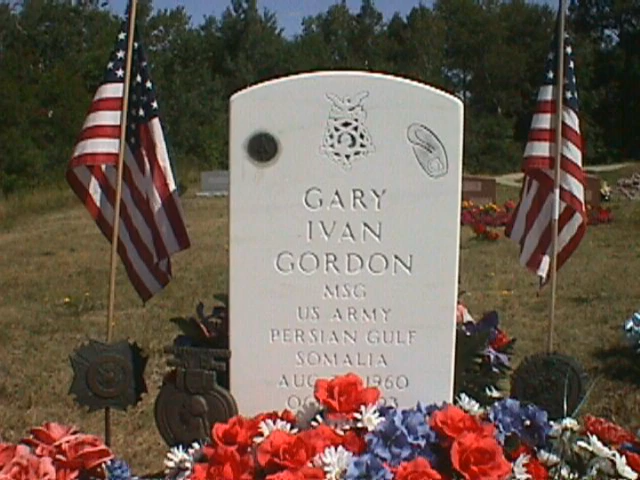 GARY
IVAN
GORDON
MSG
US ARMY
PERSIAN GULF
SOMALIA
AUG 1960